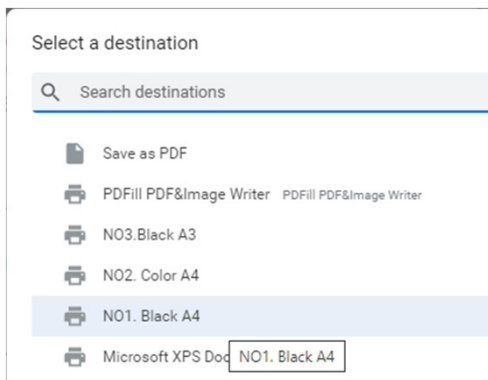 Select a destination
Search destinations
Save as PDF
PDFill PDF&Image Writer PDFill PDF&Image Writer
NO3.Black A3
NO2. Color A4
NO1. Black A4
Microsoft XPS Doc
NO1. Black A4